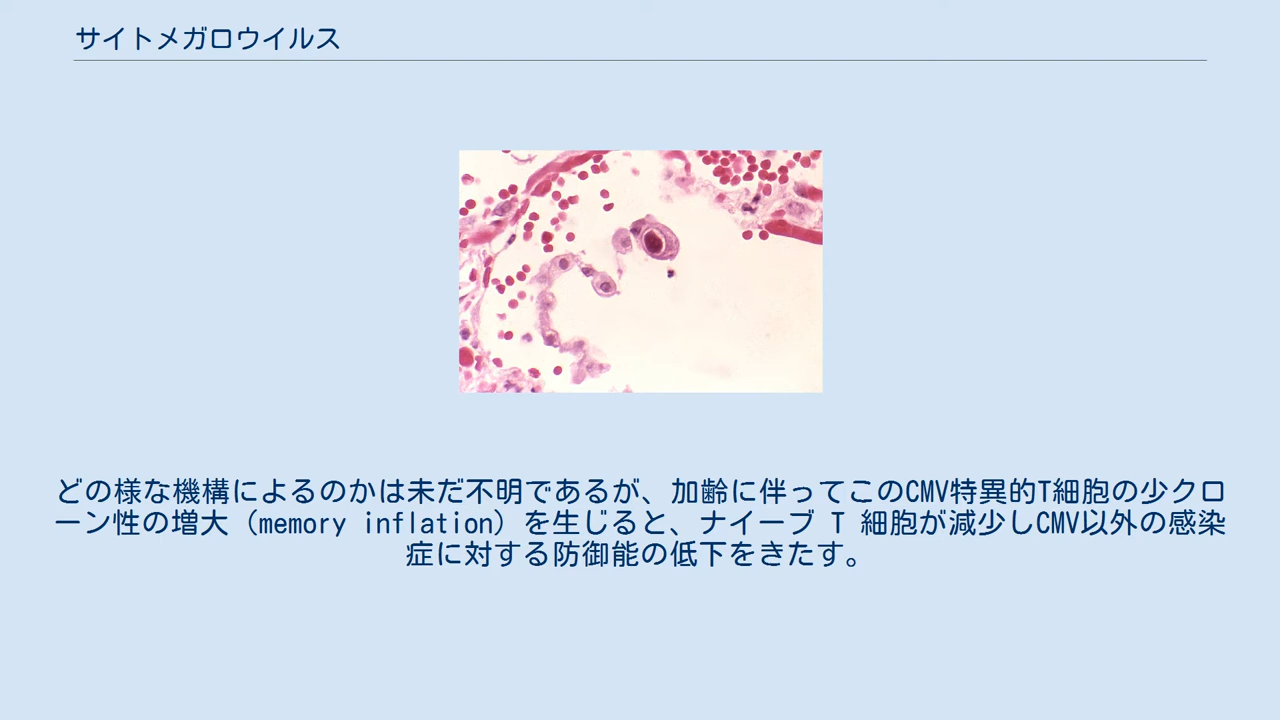 サイトメガロウイルス
どの様な機構によるのかは未だ不明であるが、加齢に伴ってこのCMV特異的T細胞の少クロ
ーン性の増大（memory inflation）を生じると、ナイーブ T 細胞が減少しCMV以外の感染
症に対する防御能の低下をきたす。